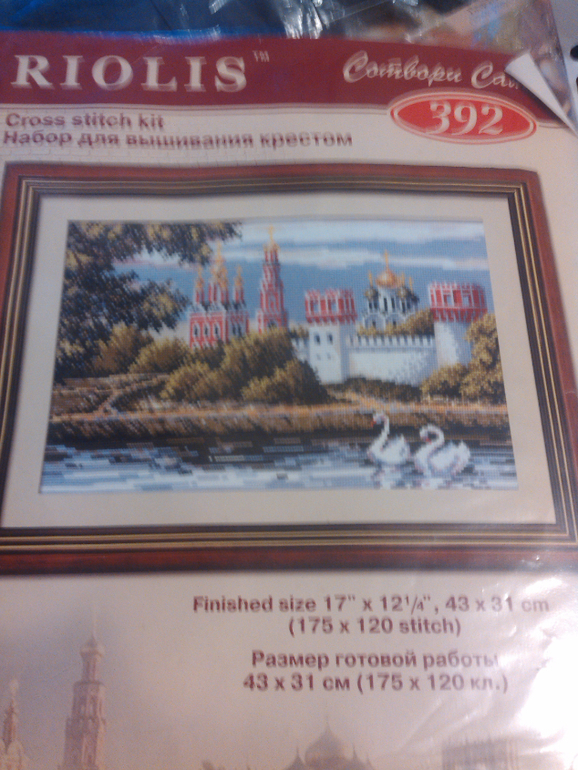 RIOLIS™
Сотвори
392
Cross stitch kit
Набор для вышивания крестом
Finished size 17" x 12¹/₄", 43 x 31 cm
(175 x 120 stitch)
Размер готовой работы
43 x 31 см (175 x 120 кл.)